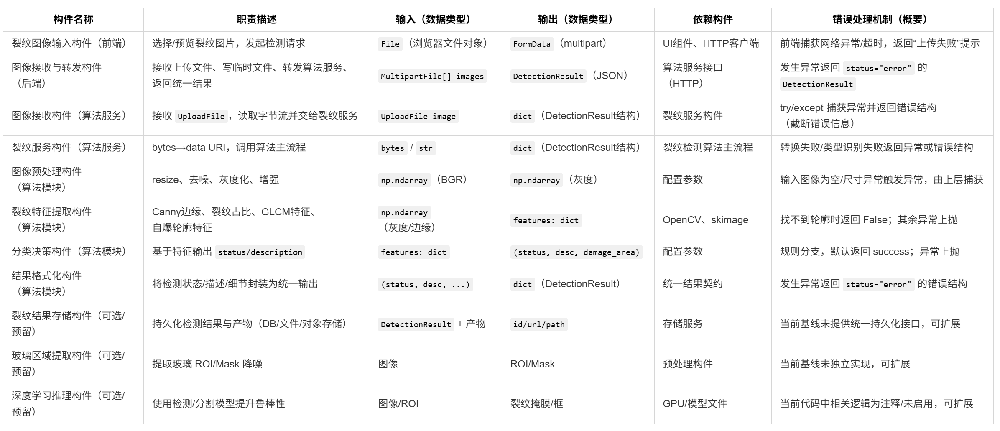 构件名称 职责描述 输入（数据类型） 输出（数据类型） 依赖构件 错误处理机制（概要）
裂纹图像输入构件（前端） 选择/预览裂纹图片，发起检测请求 File（浏览器文件对象） FormData（multipart） UI组件、HTTP客户端 前端捕获网络异常/超时，返回“上传失败”提示
图像接收与转发构件
（后端）
接收上传文件、写临时文件、转发算法服务、
返回统一结果
MultipartFile[] images
DetectionResult（JSON）
算法服务接口
（HTTP）
发生异常返回 status="error" 的
DetectionResult
图像接收构件（算法服务） 接收 UploadFile，读取字节流并交给裂纹服务 UploadFile image dict（DetectionResult结构） 裂纹服务构件
try/except 捕获异常并返回错误结构
（截断错误信息）
裂纹服务构件（算法服务） bytes→data URI，调用算法主流程 bytes / str dict（DetectionResult结构） 裂纹检测算法主流程 转换失败/类型识别失败返回异常或错误结构
图像预处理构件
（算法模块）
resize、去噪、灰度化、增强 np.ndarray（BGR） np.ndarray（灰度） 配置参数 输入图像为空/尺寸异常触发异常，由上层捕获
裂纹特征提取构件
（算法模块）
Canny边缘、裂纹占比、GLCM特征、
自爆轮廓特征
np.ndarray
（灰度/边缘）
features: dict OpenCV、skimage 找不到轮廓时返回 False；其余异常上抛
分类决策构件（算法模块） 基于特征输出 status/description features: dict (status, desc, damage_area) 配置参数 规则分支，默认返回 success；异常上抛
结果格式化构件
（算法模块）
将检测状态/描述/细节封装为统一输出 (status, desc, ...) dict（DetectionResult） 统一结果契约 发生异常返回 status="error" 的错误结构
裂纹结果存储构件（可选/
预留）
持久化检测结果与产物（DB/文件/对象存储） DetectionResult + 产物 id/url/path 存储服务 当前基线未提供统一持久化接口，可扩展
玻璃区域提取构件（可选/
预留）
提取玻璃 ROI/Mask 降噪 图像 ROI/Mask 预处理构件 当前基线未独立实现，可扩展
深度学习推理构件（可选/
预留）
使用检测/分割模型提升鲁棒性 图像/ROI 裂纹掩膜/框 GPU/模型文件 当前代码中相关逻辑为注释/未启用，可扩展